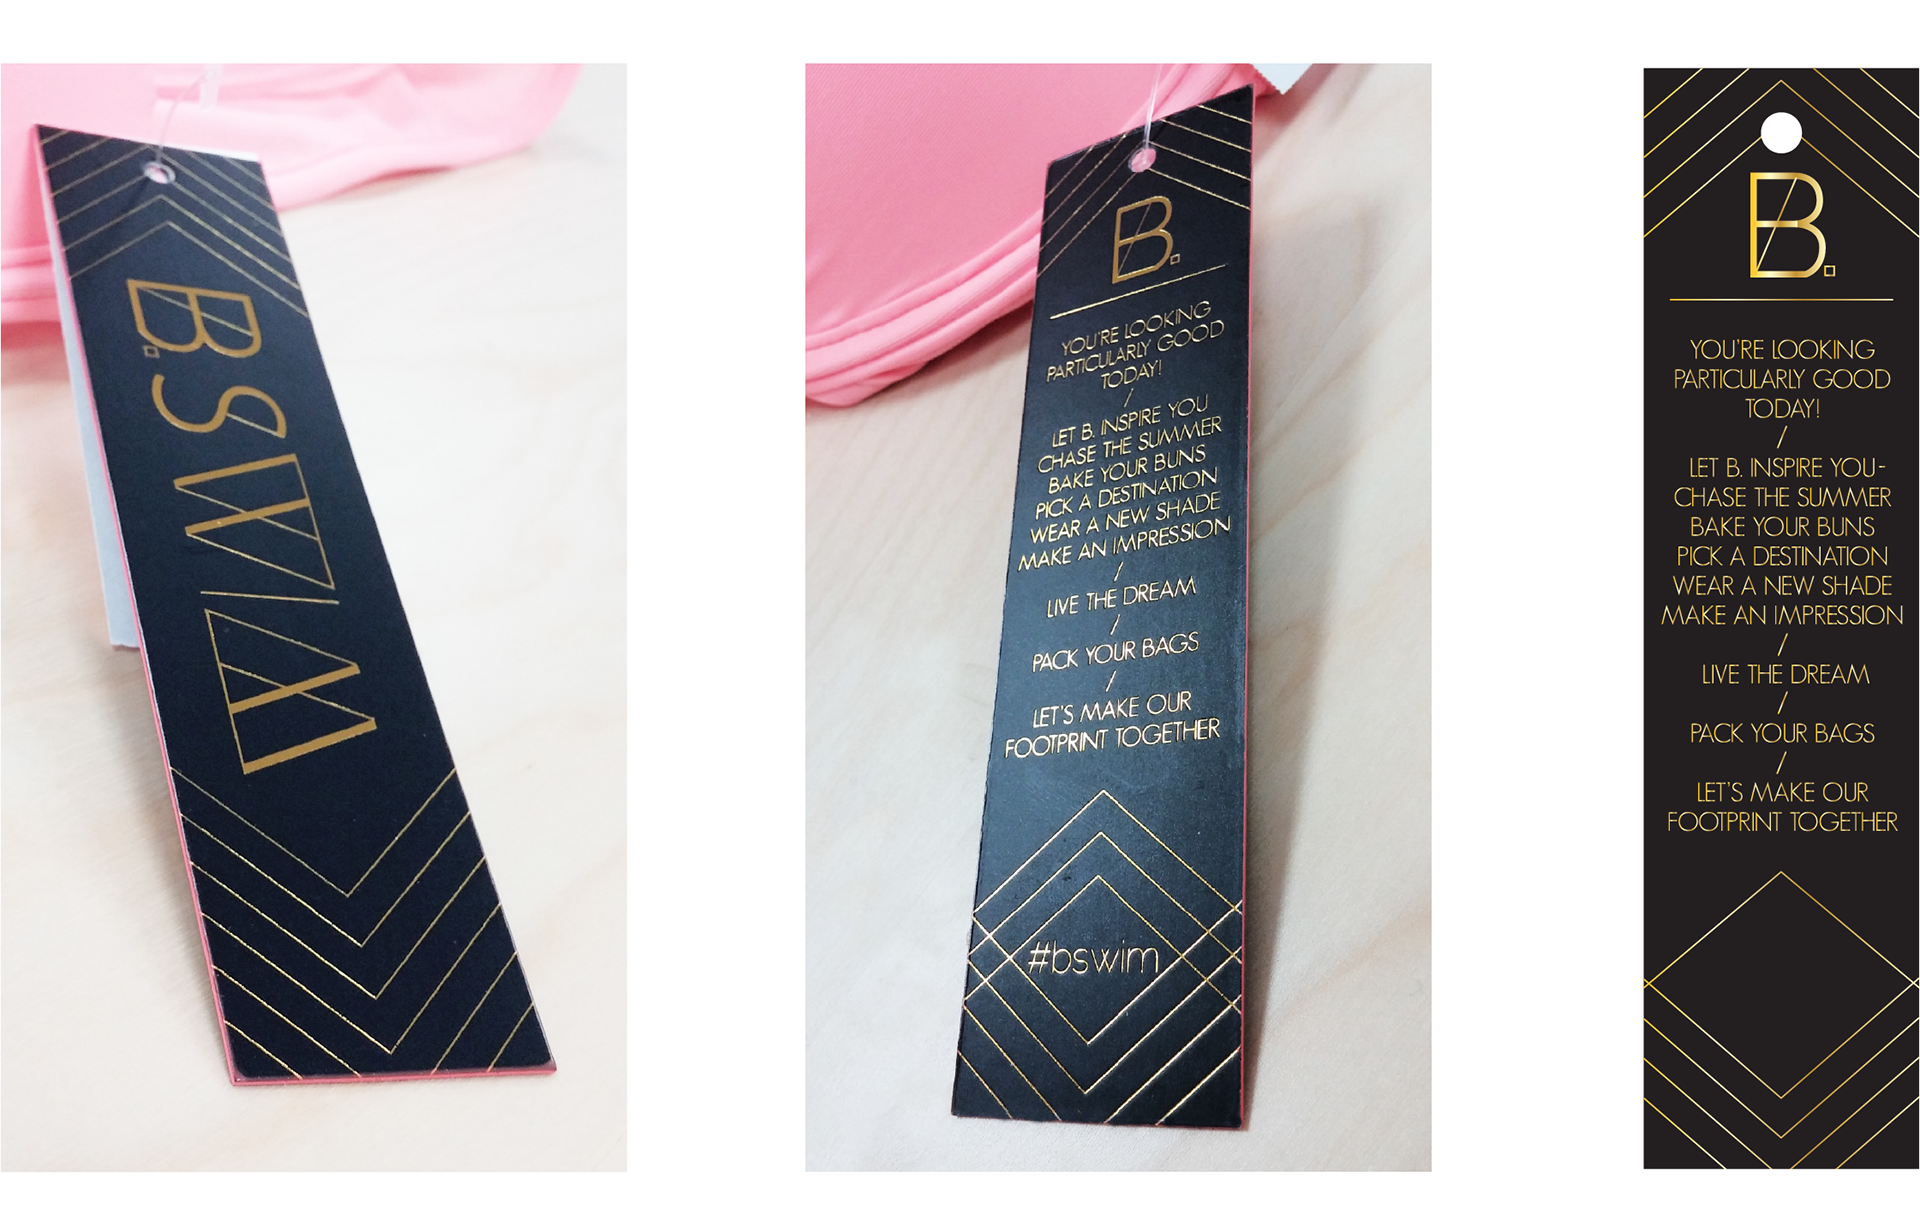 B. SWIM
B.
YOU'RE LOOKING
PARTICULARLY GOOD
TODAY!
/
LET B. INSPIRE YOU
CHASE THE SUMMER
BAKE YOUR BUNS
PICK A DESTINATION
WEAR A NEW SHADE
MAKE AN IMPRESSION
/
LIVE THE DREAM
/
PACK YOUR BAGS
/
LET'S MAKE OUR
FOOTPRINT TOGETHER
#bswim
B.
YOU'RE LOOKING
PARTICULARLY GOOD
TODAY!
/
LET B. INSPIRE YOU-
CHASE THE SUMMER
BAKE YOUR BUNS
PICK A DESTINATION
WEAR A NEW SHADE
MAKE AN IMPRESSION
/
LIVE THE DREAM
/
PACK YOUR BAGS
/
LET'S MAKE OUR
FOOTPRINT TOGETHER